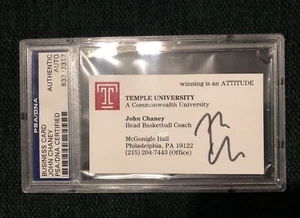 winning is an ATTITUDE
T
TEMPLE UNIVERSITY
A Commonwealth University
John Chaney
Head Basketball Coach
McGonigle Hall
Philadelphia, PA 19122
(215) 204-7443 (Office)
PSA/DNA
BUSINESS CARD
JOHN CHANEY
PSA/DNA CERTIFIED
AUTHENTIC
AUTO